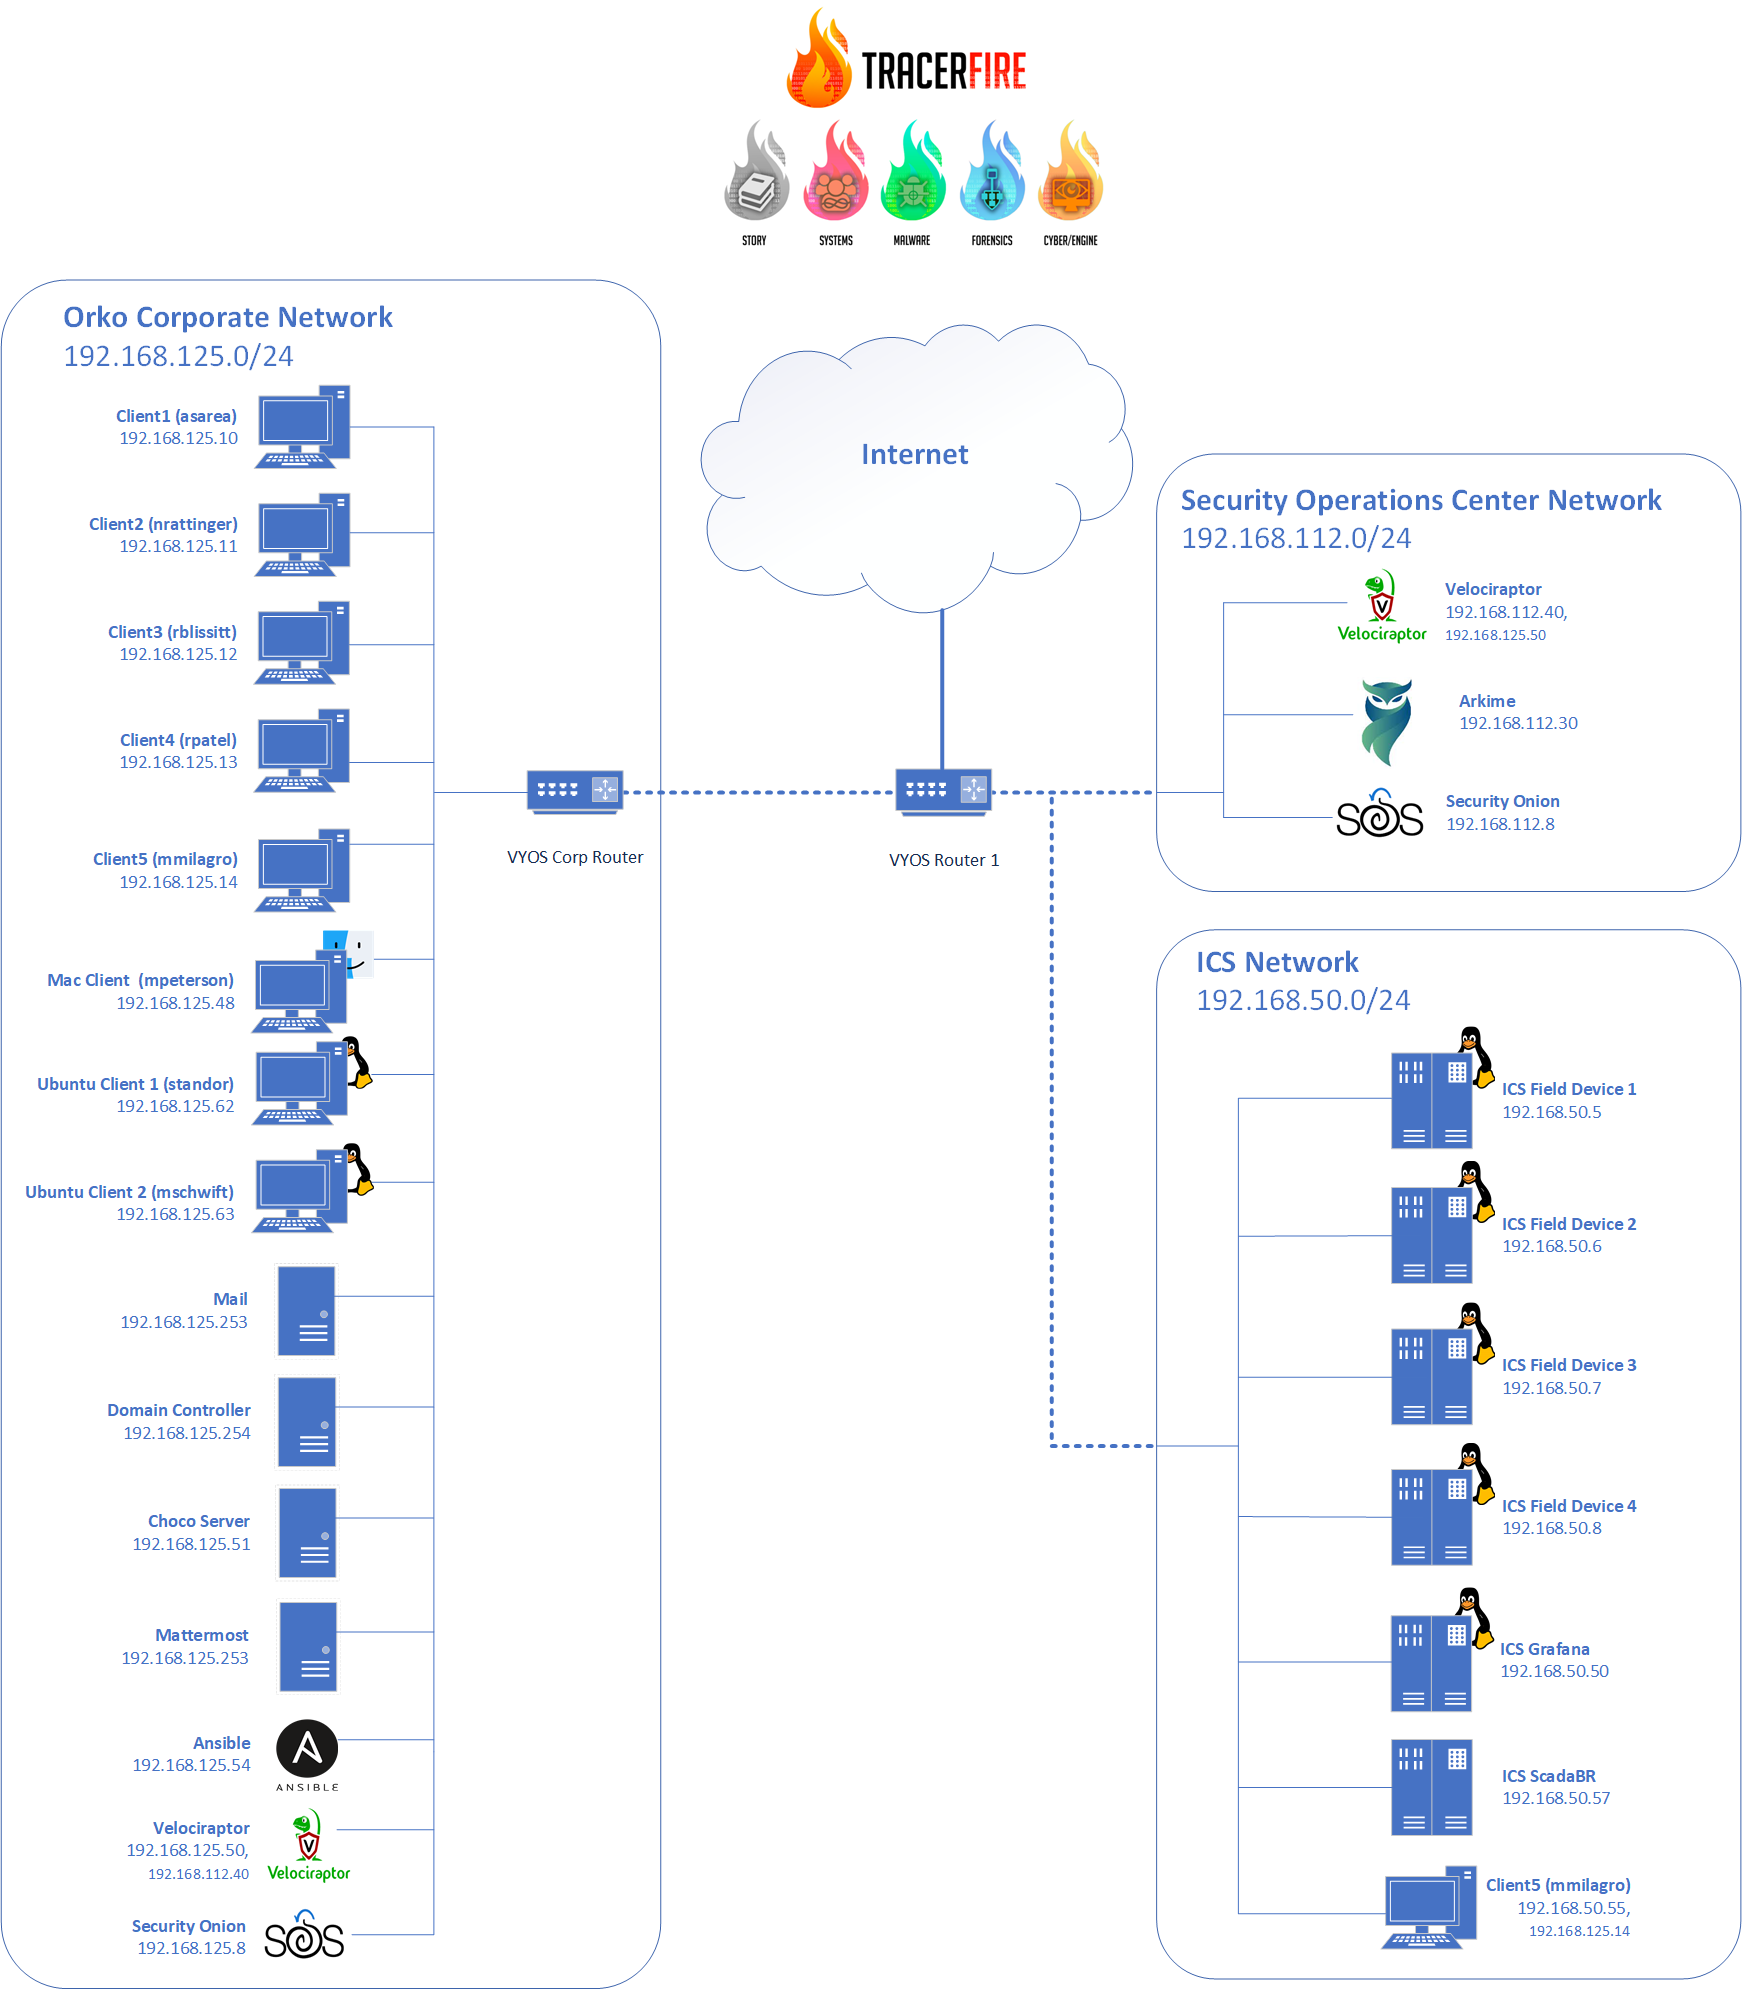 TRACERFIRE
STORY
SYSTEMS
MALWARE
FORENSICS
CYBER/ENGINE
Orko Corporate Network
192.168.125.0/24
Client1 (asarea)
192.168.125.10
Client2 (nrattinger)
192.168.125.11
Client3 (rblissitt)
192.168.125.12
Client4 (rpatel)
192.168.125.13
Client5 (mmilagro)
192.168.125.14
Mac Client  (mpeterson)
192.168.125.48
Ubuntu Client 1 (standor)
192.168.125.62
Ubuntu Client 2 (mschwift)
192.168.125.63
Mail
192.168.125.253
Domain Controller
192.168.125.254
Choco Server
192.168.125.51
Mattermost
192.168.125.253
Ansible
192.168.125.54
A
ANSIBLE
Velociraptor
192.168.125.50,
192.168.112.40
V
Velociraptor
Security Onion
192.168.125.8
SOS
VYOS Corp Router
Internet
VYOS Router 1
Security Operations Center Network
192.168.112.0/24
V
Velociraptor
Velociraptor
192.168.112.40,
192.168.125.50
Arkime
192.168.112.30
SOS
Security Onion
192.168.112.8
ICS Network
192.168.50.0/24
ICS Field Device 1
192.168.50.5
ICS Field Device 2
192.168.50.6
ICS Field Device 3
192.168.50.7
ICS Field Device 4
192.168.50.8
ICS Grafana
192.168.50.50
ICS ScadaBR
192.168.50.57
Client5 (mmilagro)
192.168.50.55,
192.168.125.14